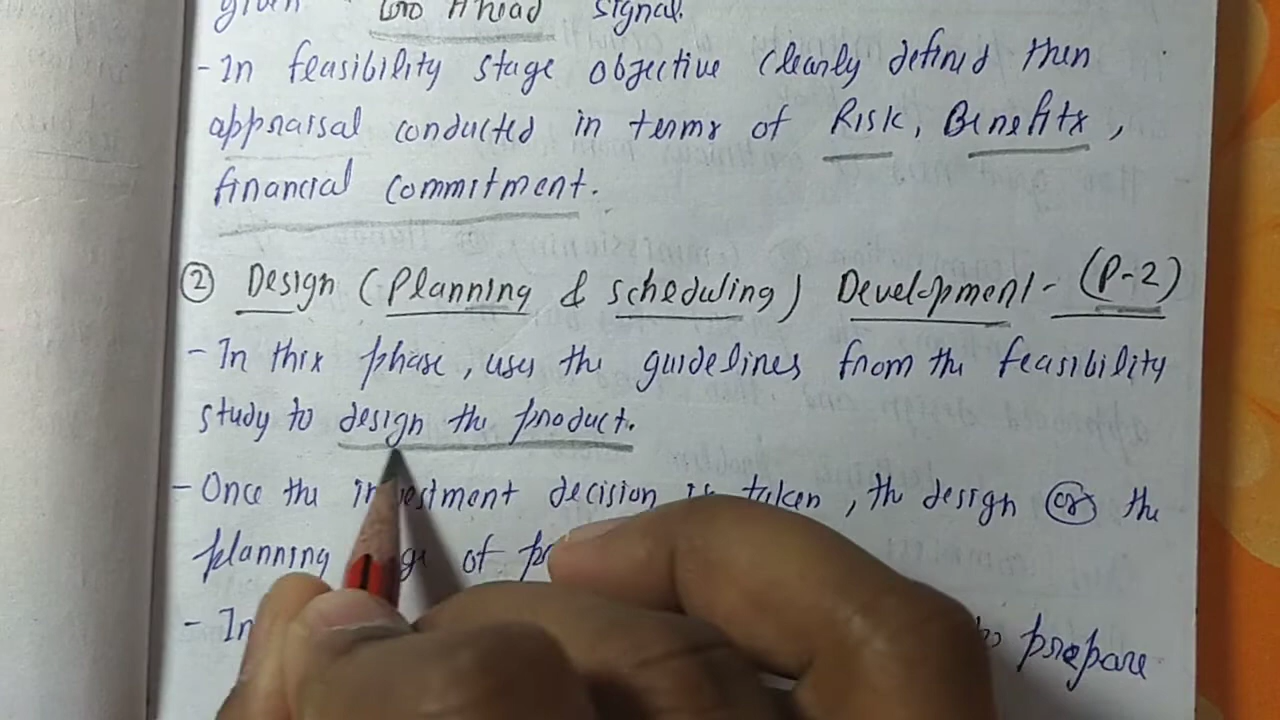 given "Go Ahead" signal.
- In feasibility stage objective clearly defined then
appraisal conducted in terms of Risk, Benefits,
financial commitment.
② Design (Planning & scheduling) Development - (P-2)
- In this phase, uses the guidelines from the feasibility
study to design the product.
- Once the investment decision is taken, the design or the
planning of
- In prepare